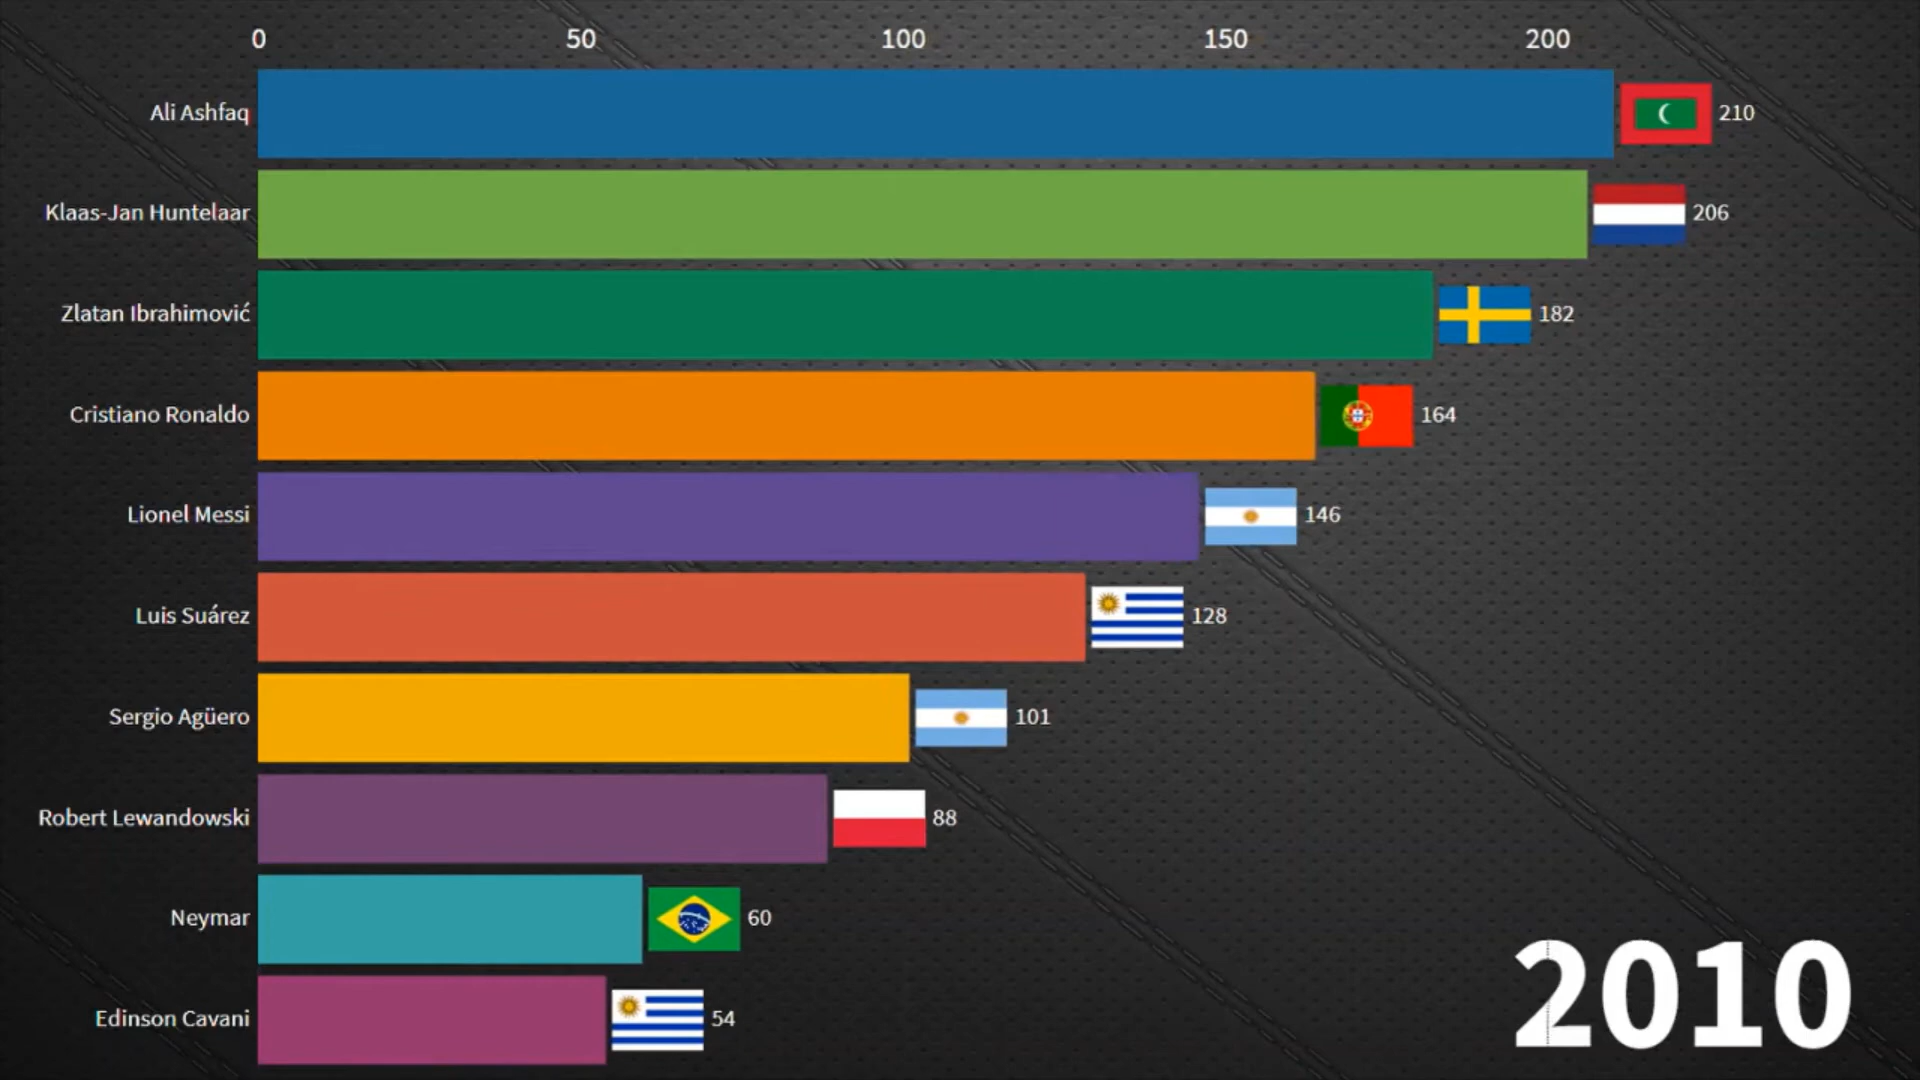 0 50 100 150 200
Ali Ashfaq 210
Klaas-Jan Huntelaar 206
Zlatan Ibrahimović 182
Cristiano Ronaldo 164
Lionel Messi 146
Luis Suárez 128
Sergio Agüero 101
Robert Lewandowski 88
Neymar 60
Edinson Cavani 54
2010